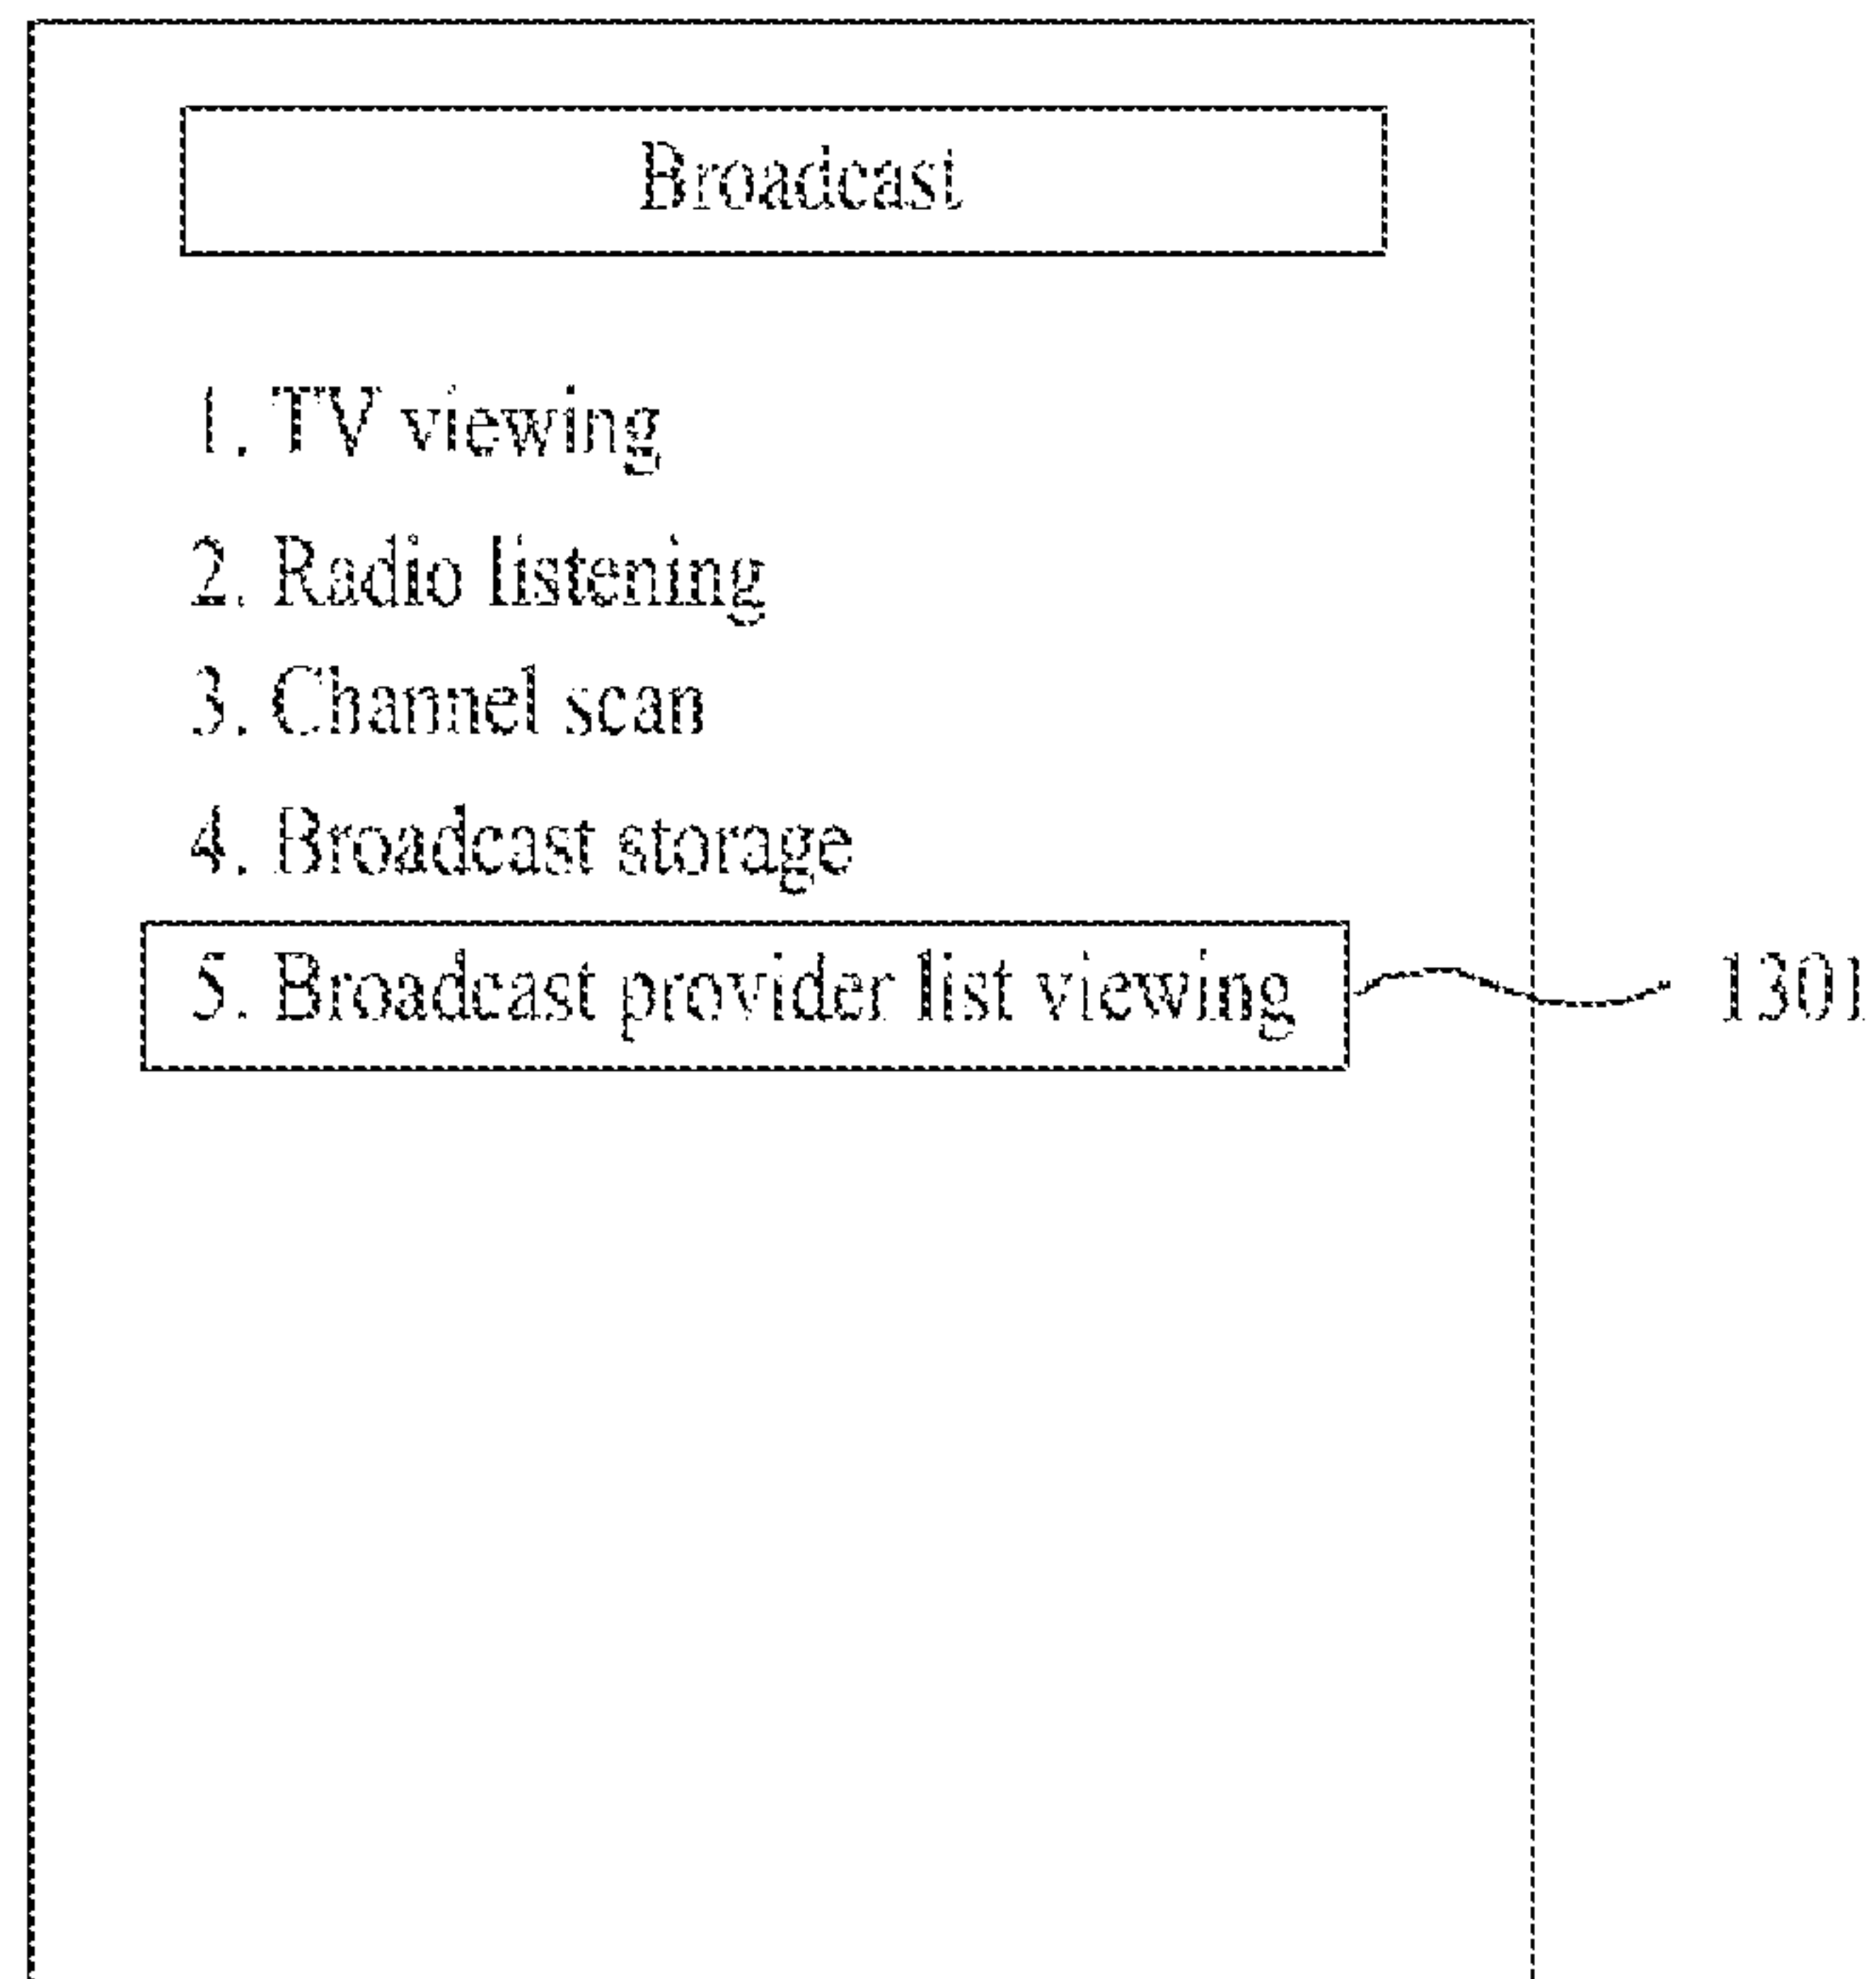 Broadcast
1. TV viewing
2. Radio listening
3. Channel scan
4. Broadcast storage
5. Broadcast provider list viewing 1301